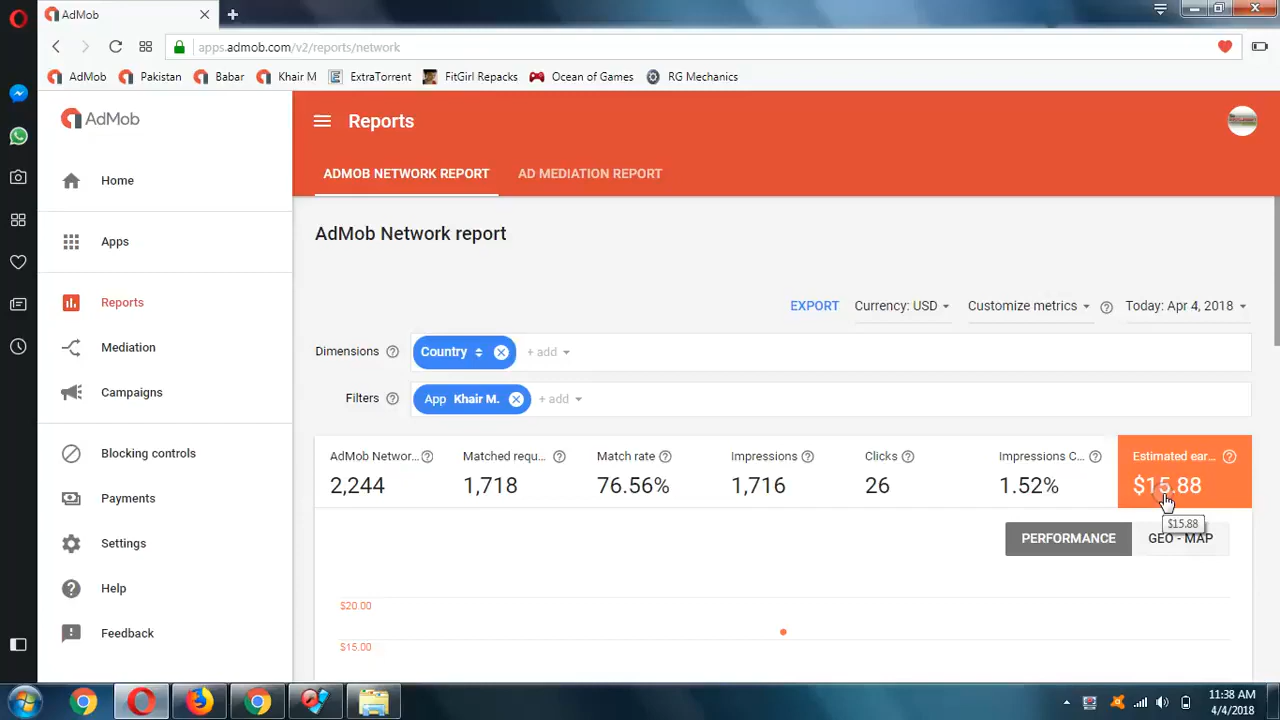 AdMob
apps.admob.com/v2/reports/network
AdMob Pakistan Babar Khair M ExtraTorrent FitGirl Repacks Ocean of Games RG Mechanics
AdMob
Home
Apps
Reports
Mediation
Campaigns
Blocking controls
Payments
Settings
Help
Feedback
Reports
ADMOB NETWORK REPORT AD MEDIATION REPORT
AdMob Network report
EXPORT Currency: USD Customize metrics Today: Apr 4, 2018
Dimensions Country + add
Filters App Khair M. + add
AdMob Networ... Matched requ... Match rate Impressions Clicks Impressions C... Estimated ear...
2,244 1,718 76.56% 1,716 26 1.52% $15.88
$15.88
PERFORMANCE GEO - MAP
$20.00
$15.00
11:38 AM
4/4/2018